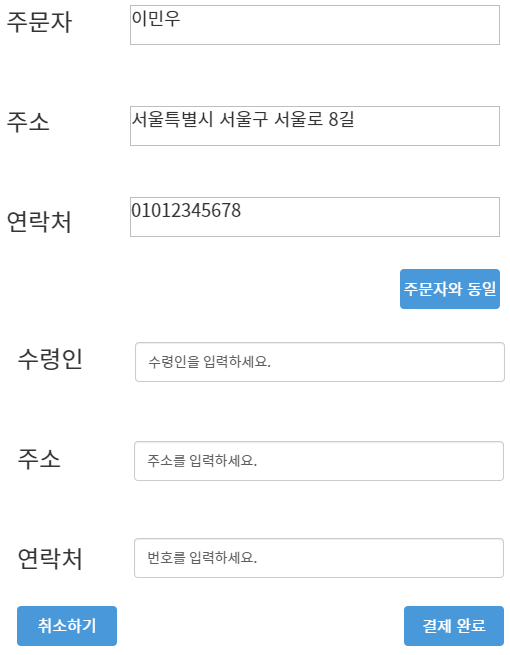 주문자 이민우
주소 서울특별시 서울구 서울로 8길
연락처 01012345678
주문자와 동일
수령인 수령인을 입력하세요.
주소 주소를 입력하세요.
연락처 번호를 입력하세요.
취소하기 결제 완료